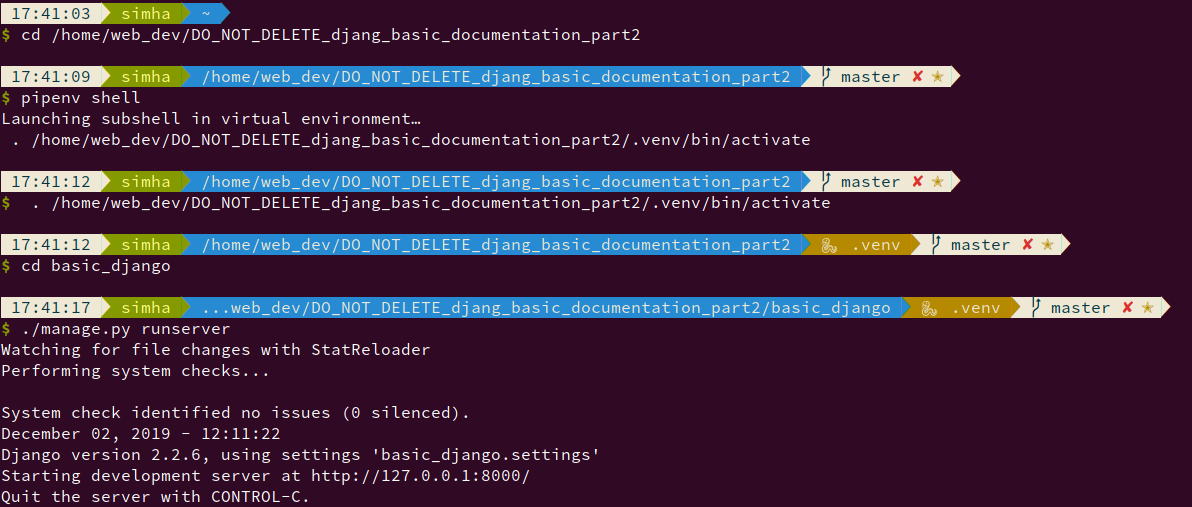 17:41:03 simha ~
$ cd /home/web_dev/DO_NOT_DELETE_djang_basic_documentation_part2
17:41:09 simha /home/web_dev/DO_NOT_DELETE_djang_basic_documentation_part2 master ✘ ★
$ pipenv shell
Launching subshell in virtual environment…
 . /home/web_dev/DO_NOT_DELETE_djang_basic_documentation_part2/.venv/bin/activate
17:41:12 simha /home/web_dev/DO_NOT_DELETE_djang_basic_documentation_part2 master ✘ ★
$  . /home/web_dev/DO_NOT_DELETE_djang_basic_documentation_part2/.venv/bin/activate
17:41:12 simha /home/web_dev/DO_NOT_DELETE_djang_basic_documentation_part2 .venv master ✘ ★
$ cd basic_django
17:41:17 simha ...web_dev/DO_NOT_DELETE_djang_basic_documentation_part2/basic_django .venv master ✘ ★
$ ./manage.py runserver
Watching for file changes with StatReloader
Performing system checks...
System check identified no issues (0 silenced).
December 02, 2019 - 12:11:22
Django version 2.2.6, using settings 'basic_django.settings'
Starting development server at http://127.0.0.1:8000/
Quit the server with CONTROL-C.